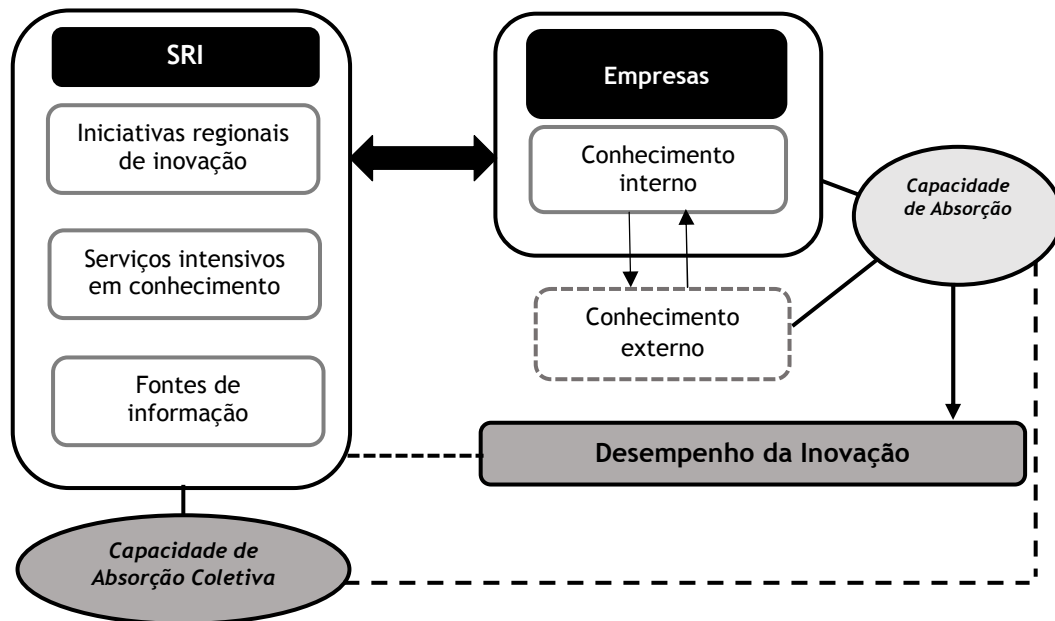 SRI
Iniciativas regionais
de inovação
Serviços intensivos
em conhecimento
Fontes de
informação
Capacidade de
Absorção Coletiva
Empresas
Conhecimento
interno
Conhecimento
externo
Capacidade
de Absorção
Desempenho da Inovação